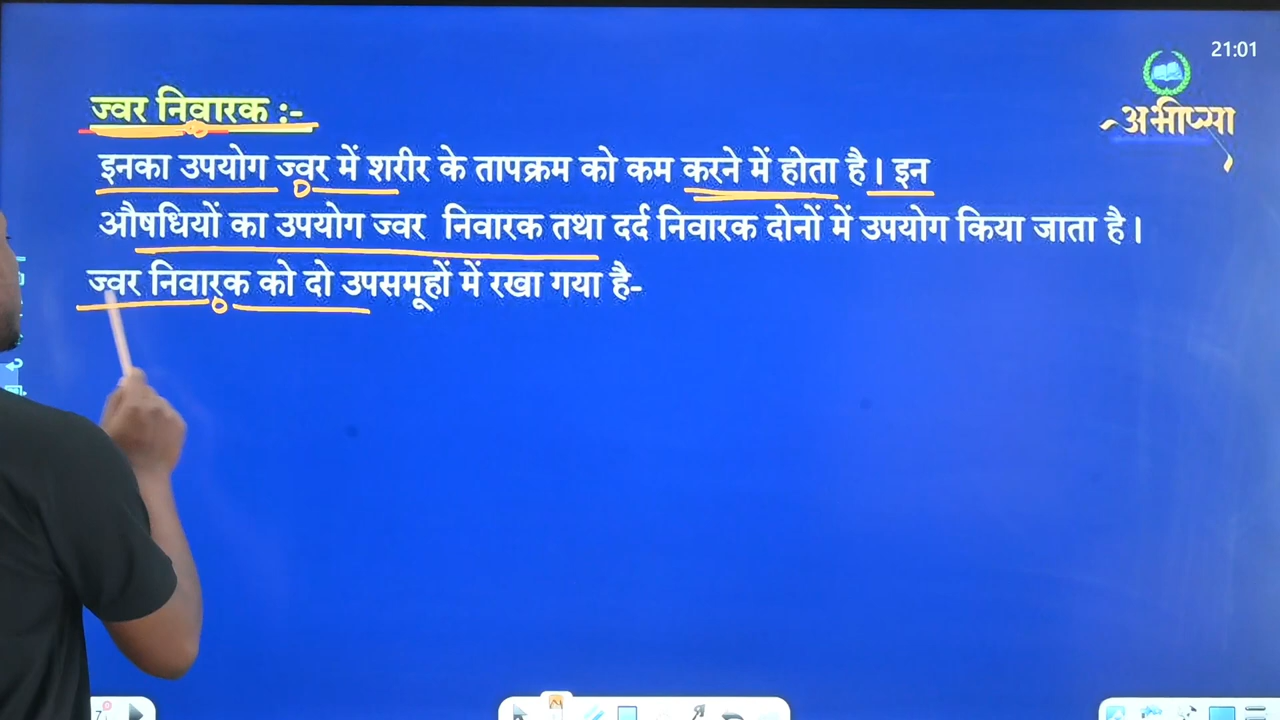 21:01
अभीप्सा
ज्वर निवारक :-
इनका उपयोग ज्वर में शरीर के तापक्रम को कम करने में होता है। इन
औषधियों का उपयोग ज्वर निवारक तथा दर्द निवारक दोनों में उपयोग किया जाता है।
ज्वर निवारक को दो उपसमूहों में रखा गया है-
7